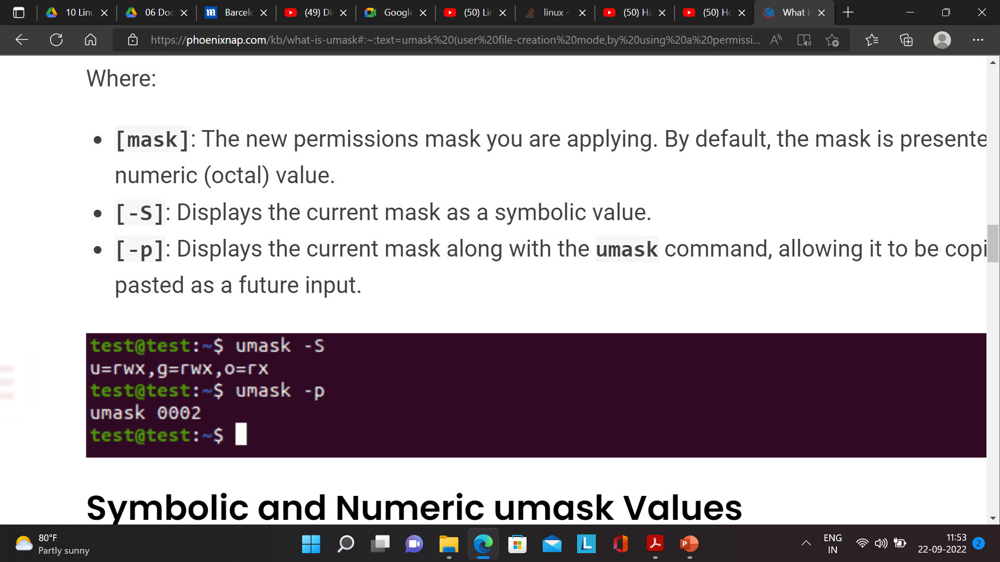 10 Linu
06 Doc
Barcelo
(49) Di
Google
(50) Lin
linux -
(50) Ha
(50) Ho
What is
https://phoenixnap.com/kb/what-is-umask#:~:text=umask%20(user%20file-creation%20mode,by%20using%20a%20permissi...
Where:
[mask]: The new permissions mask you are applying. By default, the mask is presente
numeric (octal) value.
[-S]: Displays the current mask as a symbolic value.
[-p]: Displays the current mask along with the umask command, allowing it to be copi
pasted as a future input.
test@test:~$ umask -S
u=rwx,g=rwx,o=rx
test@test:~$ umask -p
umask 0002
test@test:~$
Symbolic and Numeric umask Values
80°F
Partly sunny
ENG
IN
11:53
22-09-2022
2